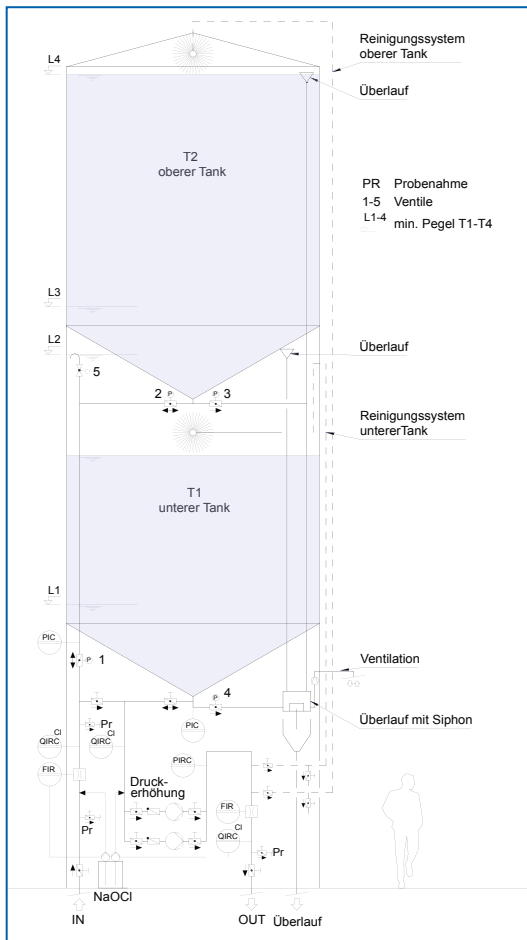 Reinigungssystem
oberer Tank
L4
Überlauf
T2
oberer Tank
PR Probenahme
1-5 Ventile
L1-4 min. Pegel T1-T4
L3
L2
Überlauf
5
2 P
P 3
Reinigungssystem
untererTank
T1
unterer Tank
L1
PIC
P 1
P 4
Ventilation
Überlauf mit Siphon
PIC
Pr
Cl
QIRC
Cl
QIRC
PIRC
FIR
Druck-
erhöhung
FIR
Cl
QIRC
Pr
Pr
NaOCl
IN
OUT
Überlauf